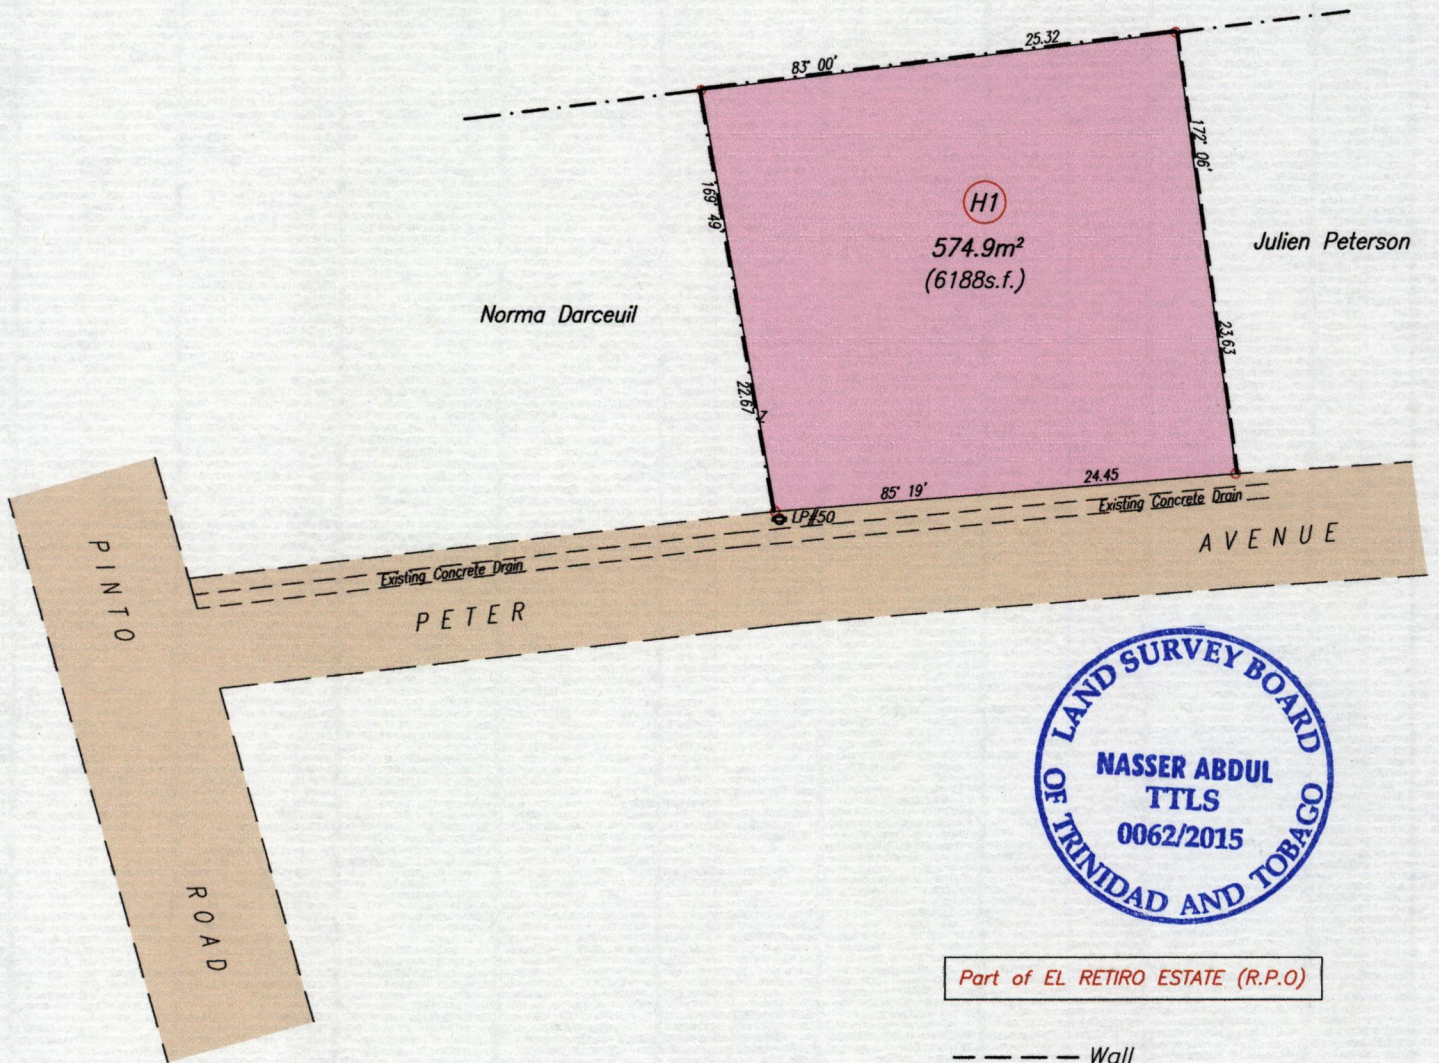 25.32
83° 00'
172° 06'
169° 49'
H1
574.9m²
(6188s.f.)
Julien Peterson
Norma Darceuil
23.63
22.67
85° 19'
24.45
LP#50
Existing Concrete Drain
AVENUE
Existing Concrete Drain
PETER
PINTO
ROAD
LAND SURVEY BOARD
NASSER ABDUL
TTLS
0062/2015
OF TRINIDAD AND TOBAGO
Part of EL RETIRO ESTATE (R.P.O)
Wall